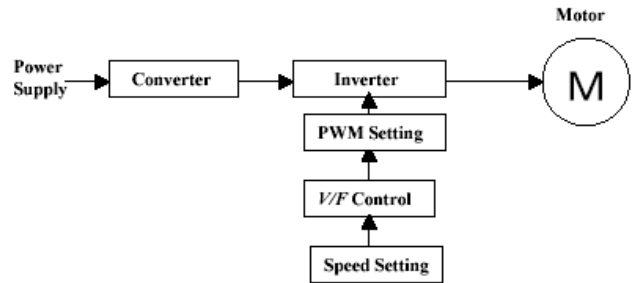 Motor
Power
Supply
Converter
Inverter
M
PWM Setting
V/F Control
Speed Setting